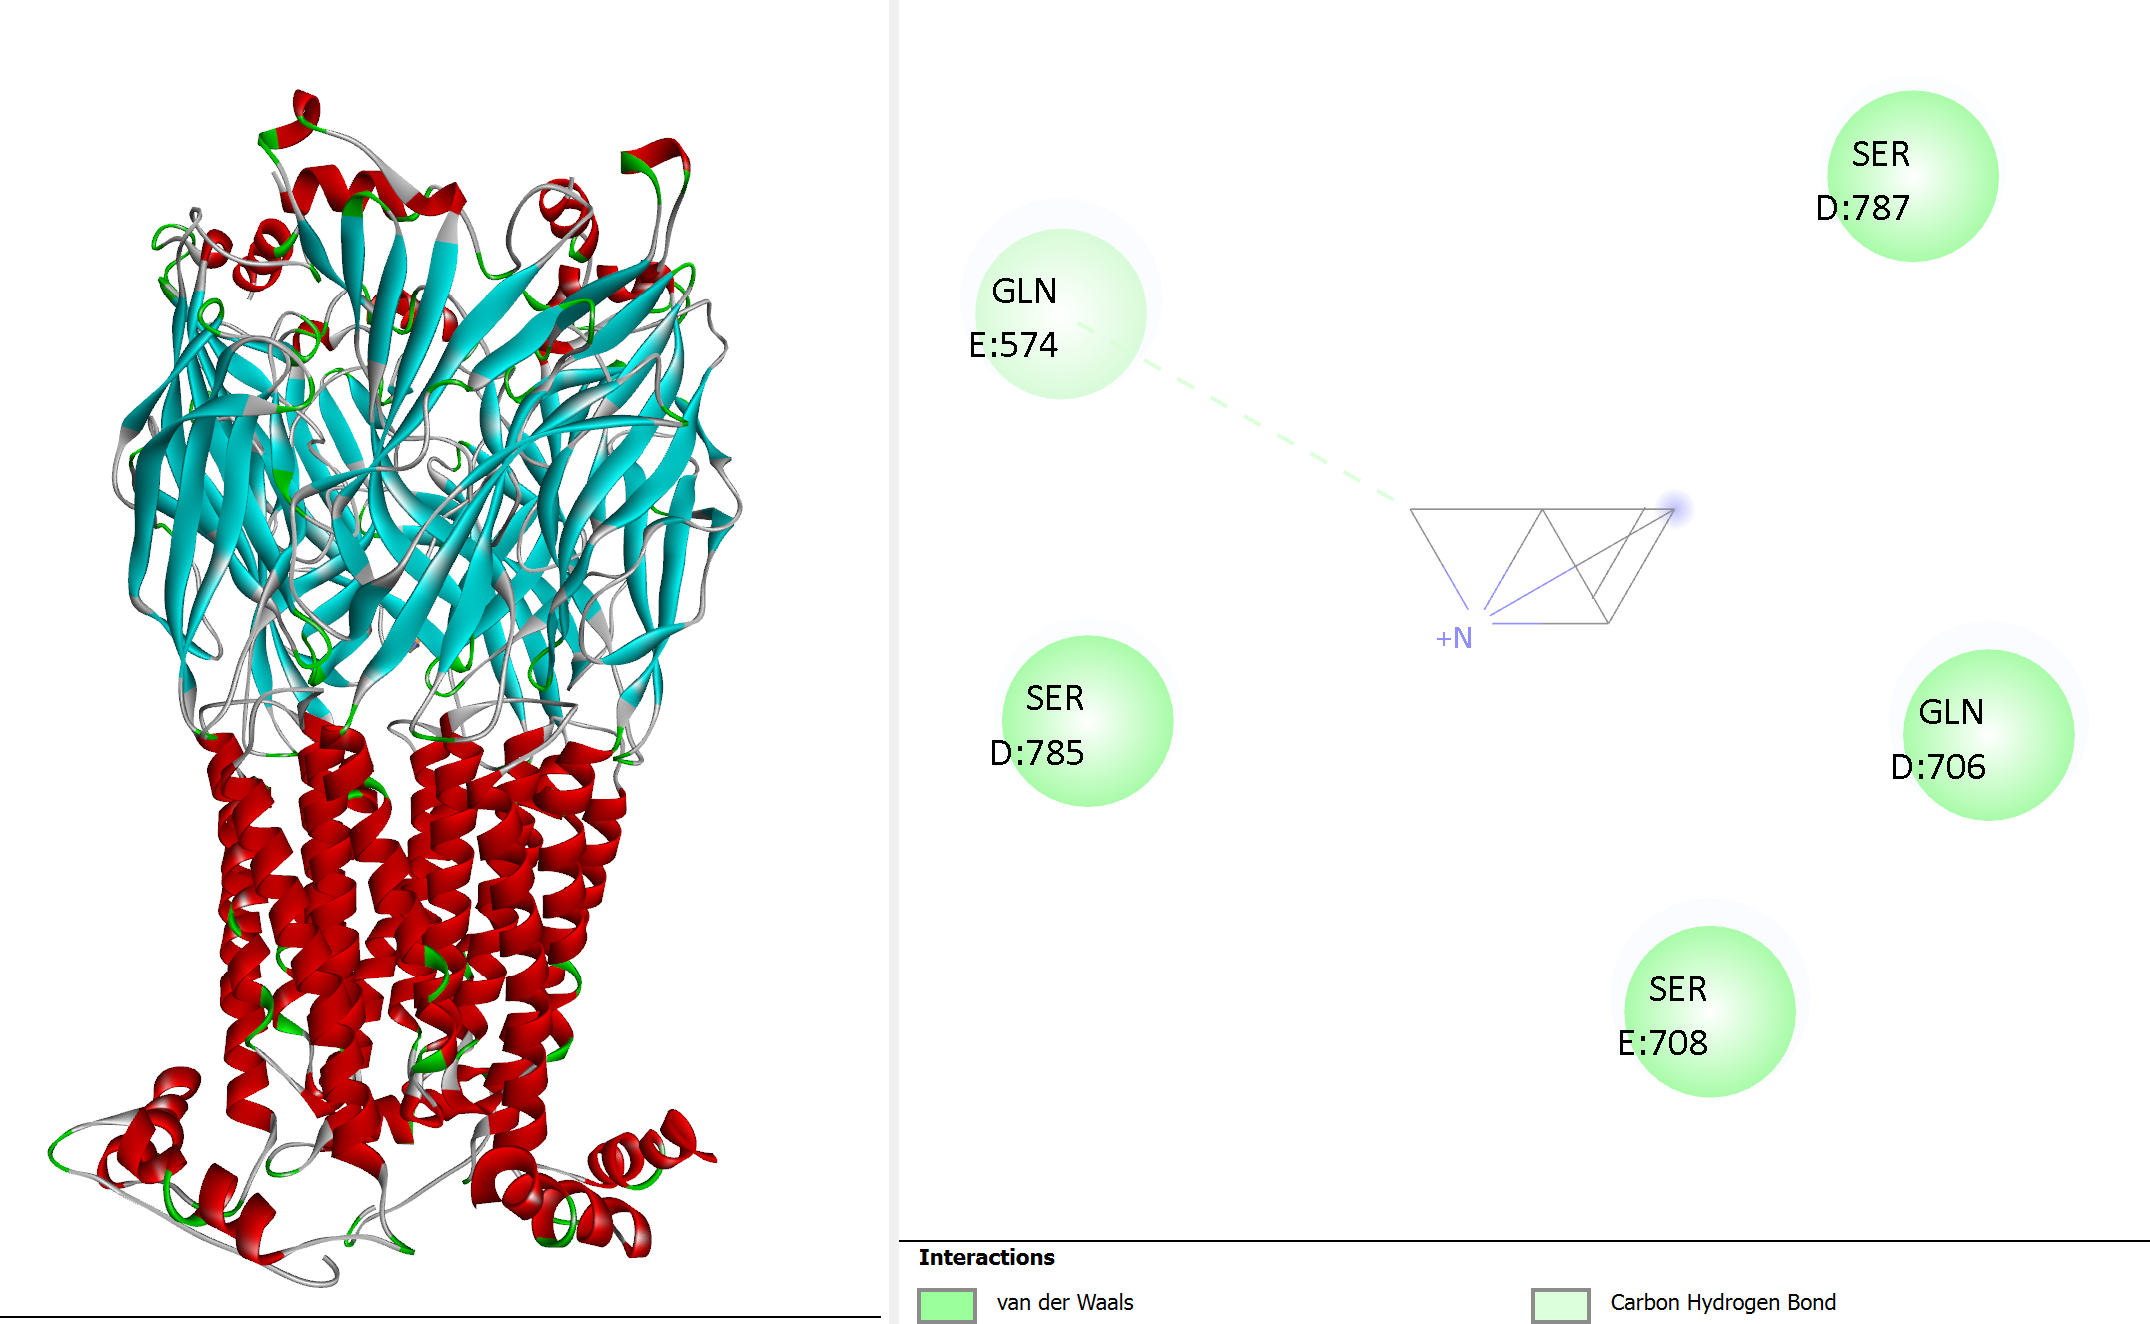 SER
D:787
GLN
E:574
+N
SER
D:785
GLN
D:706
SER
E:708
Interactions
van der Waals
Carbon Hydrogen Bond